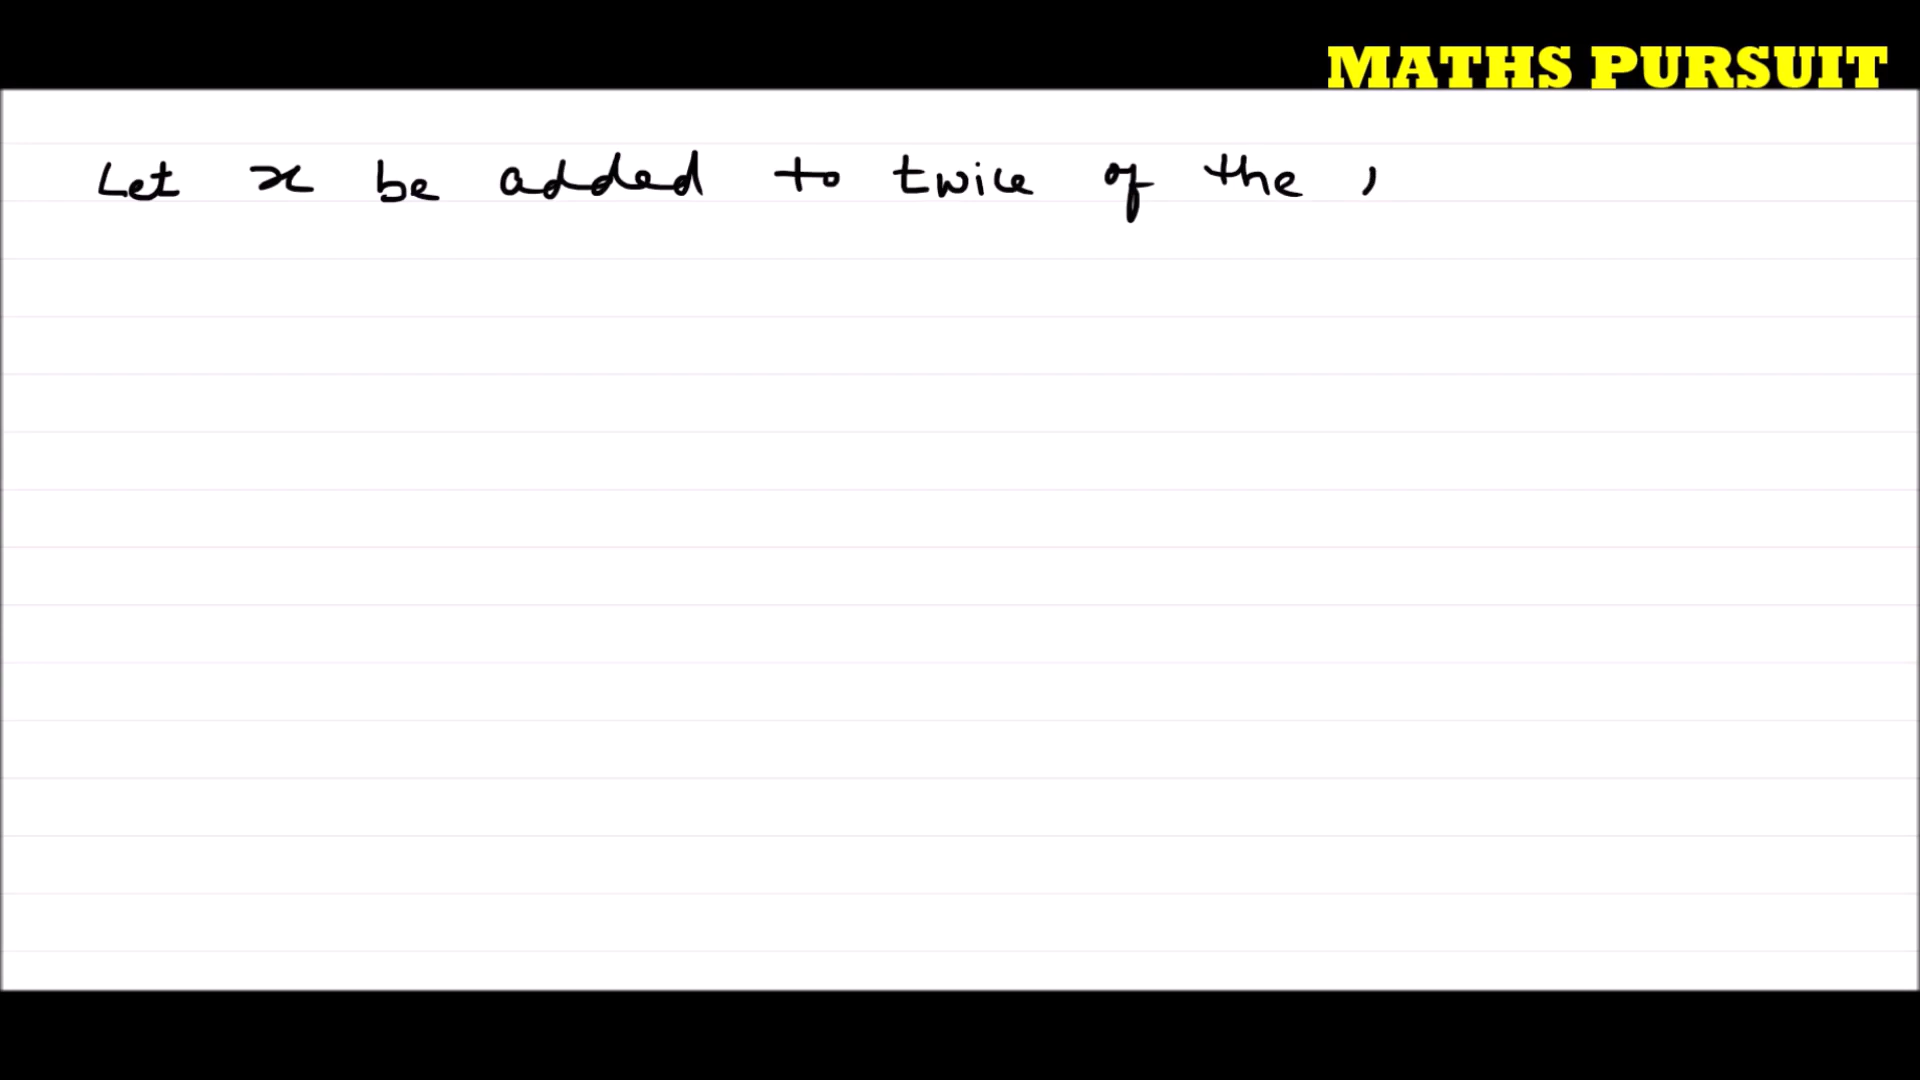 MATHS PURSUIT
Let x be added to twice of the